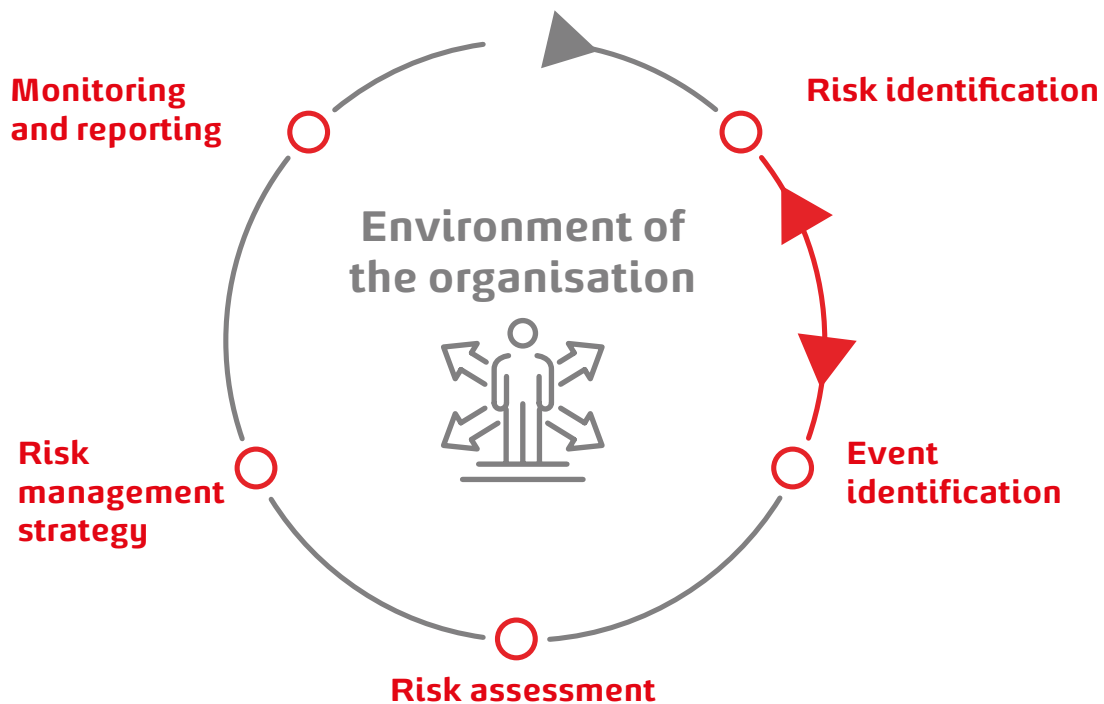 Monitoring
and reporting
Risk identification
Environment of
the organisation
Risk
management
strategy
Event
identification
Risk assessment